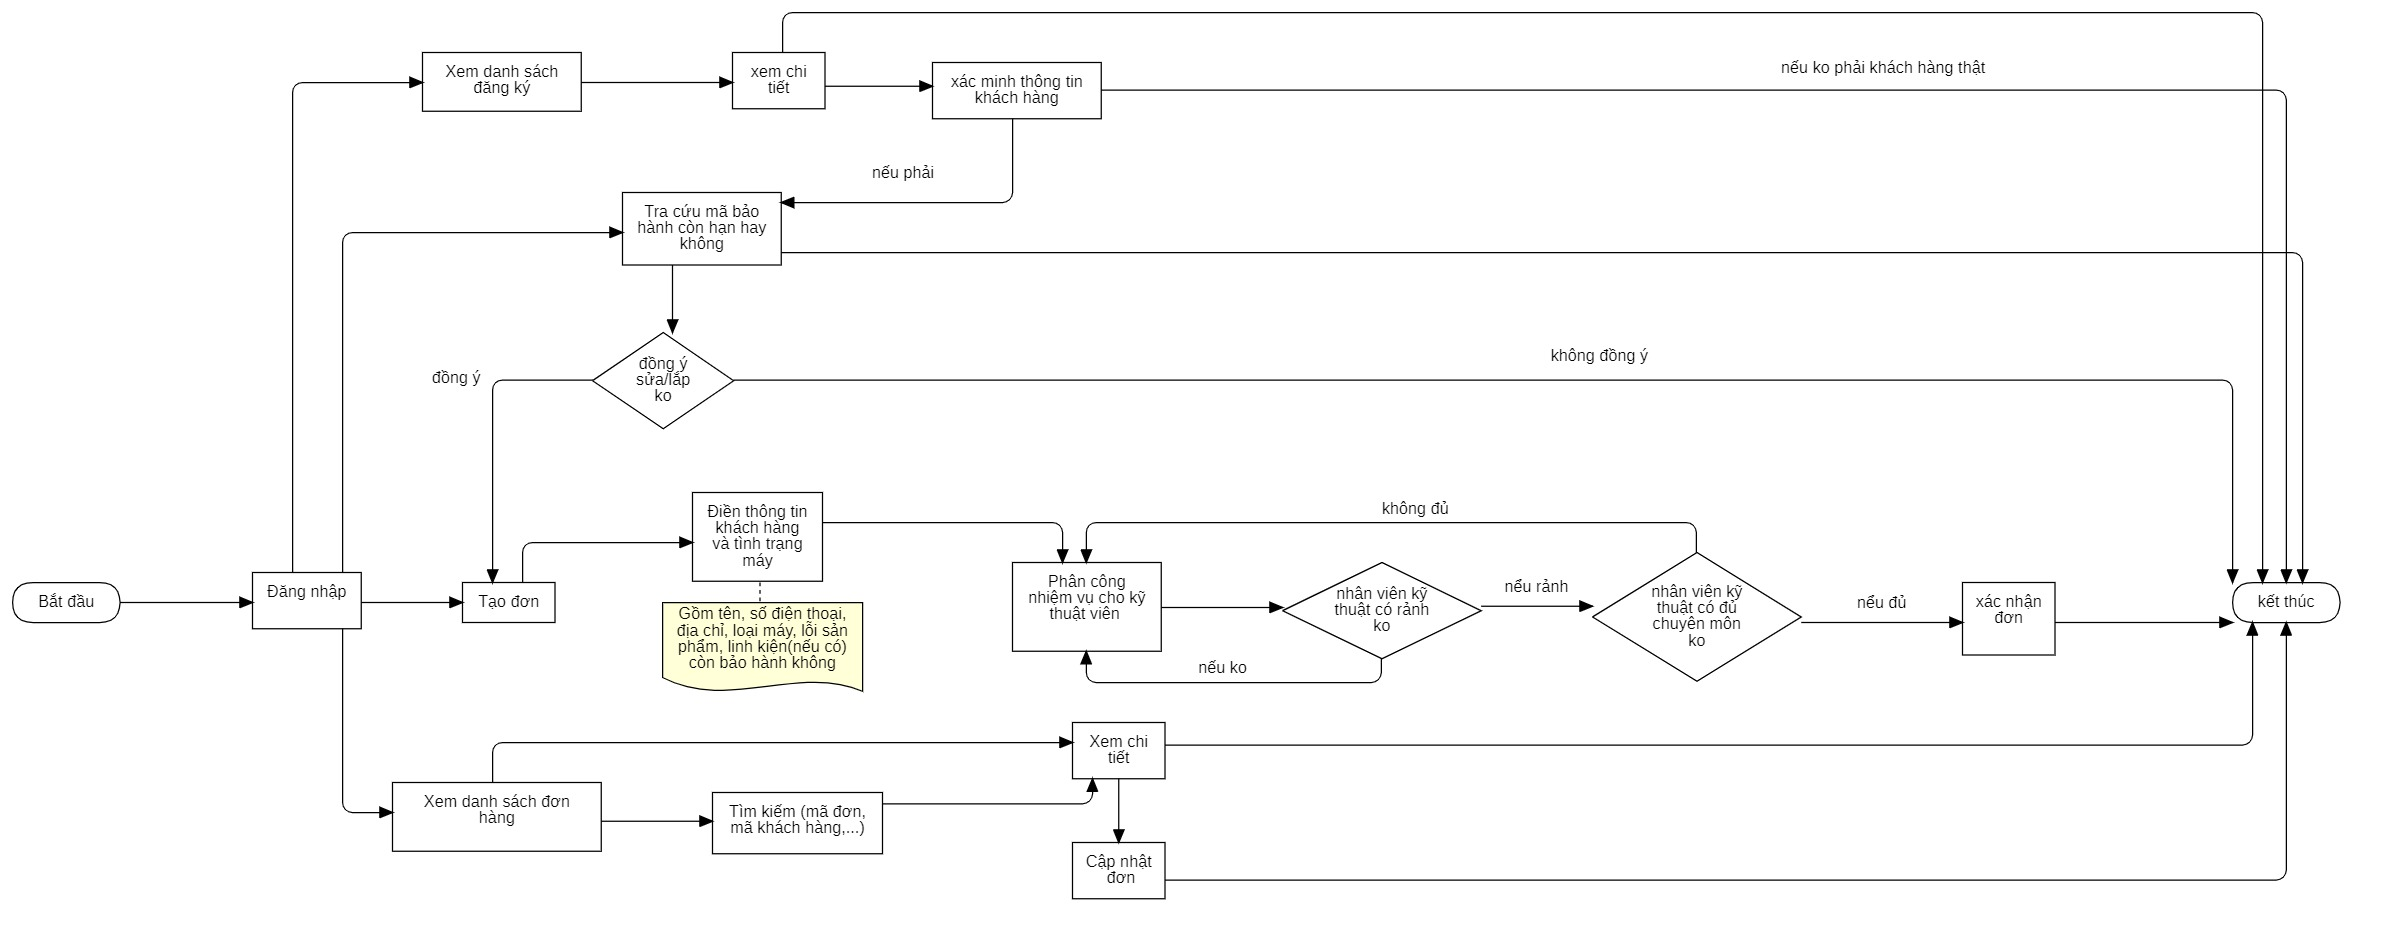 Xem danh sách
đăng ký
xem chi
tiết
xác minh thông tin
khách hàng
nếu ko phải khách hàng thật
nếu phải
Tra cứu mã bảo
hành còn hạn hay
không
đồng ý
sửa/lắp
ko
đồng ý
không đồng ý
Điền thông tin
khách hàng
và tình trạng
máy
không đủ
Bắt đầu
Đăng nhập
Tạo đơn
Gồm tên, số điện thoại,
địa chỉ, loại máy, lỗi sản
phẩm, linh kiện(nếu có)
còn bảo hành không
Phân công
nhiệm vụ cho kỹ
thuật viên
nhân viên kỹ
thuật có rảnh
ko
nểu rảnh
nếu ko
nhân viên kỹ
thuật có đủ
chuyên môn
ko
nểu đủ
xác nhận
đơn
kết thúc
Xem chi
tiết
Xem danh sách đơn
hàng
Tìm kiếm (mã đơn,
mã khách hàng,...)
Cập nhật
đơn